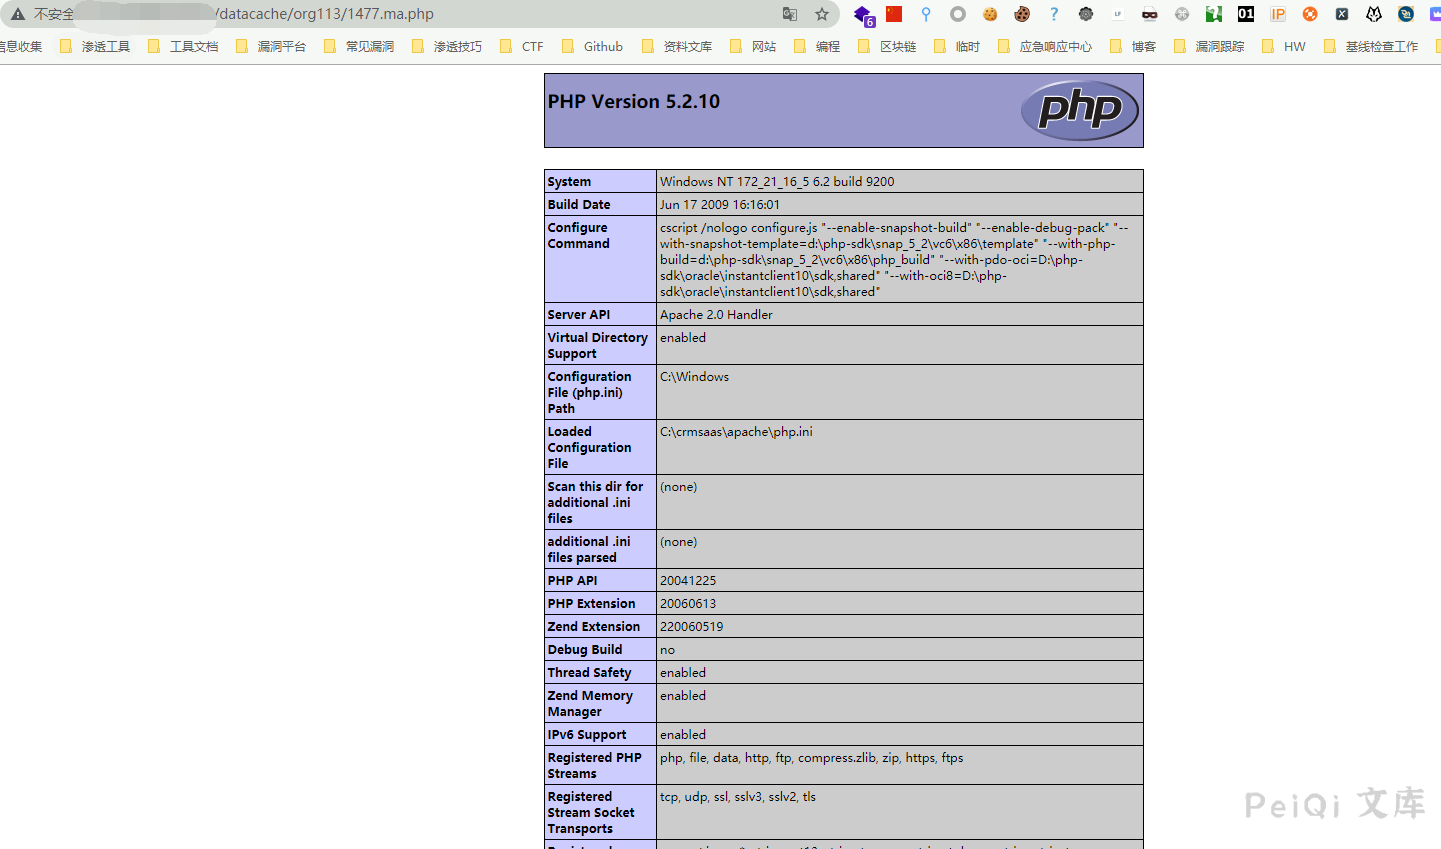 不安全 /datacache/org113/1477.ma.php
6 LF 01 IP X
信息收集 渗透工具 工具文档 漏洞平台 常见漏洞 渗透技巧 CTF Github 资料文库 网站 编程 区块链 临时 应急响应中心 博客 漏洞跟踪 HW 基线检查工作
PHP Version 5.2.10
php
System Windows NT 172_21_16_5 6.2 build 9200
Build Date Jun 17 2009 16:16:01
Configure cscript /nologo configure.js "--enable-snapshot-build" "--enable-debug-pack" "--
Command with-snapshot-template=d:\php-sdk\snap_5_2\vc6\x86\template" "--with-php-
build=d:\php-sdk\snap_5_2\vc6\x86\php_build" "--with-pdo-oci=D:\php-
sdk\oracle\instantclient10\sdk,shared" "--with-oci8=D:\php-
sdk\oracle\instantclient10\sdk,shared"
Server API Apache 2.0 Handler
Virtual Directory enabled
Support
Configuration C:\Windows
File (php.ini)
Path
Loaded C:\crmsaas\apache\php.ini
Configuration
File
Scan this dir for (none)
additional .ini
files
additional .ini (none)
files parsed
PHP API 20041225
PHP Extension 20060613
Zend Extension 220060519
Debug Build no
Thread Safety enabled
Zend Memory enabled
Manager
IPv6 Support enabled
Registered PHP php, file, data, http, ftp, compress.zlib, zip, https, ftps
Streams
Registered tcp, udp, ssl, sslv3, sslv2, tls
Stream Socket
Transports
PeiQi 文库